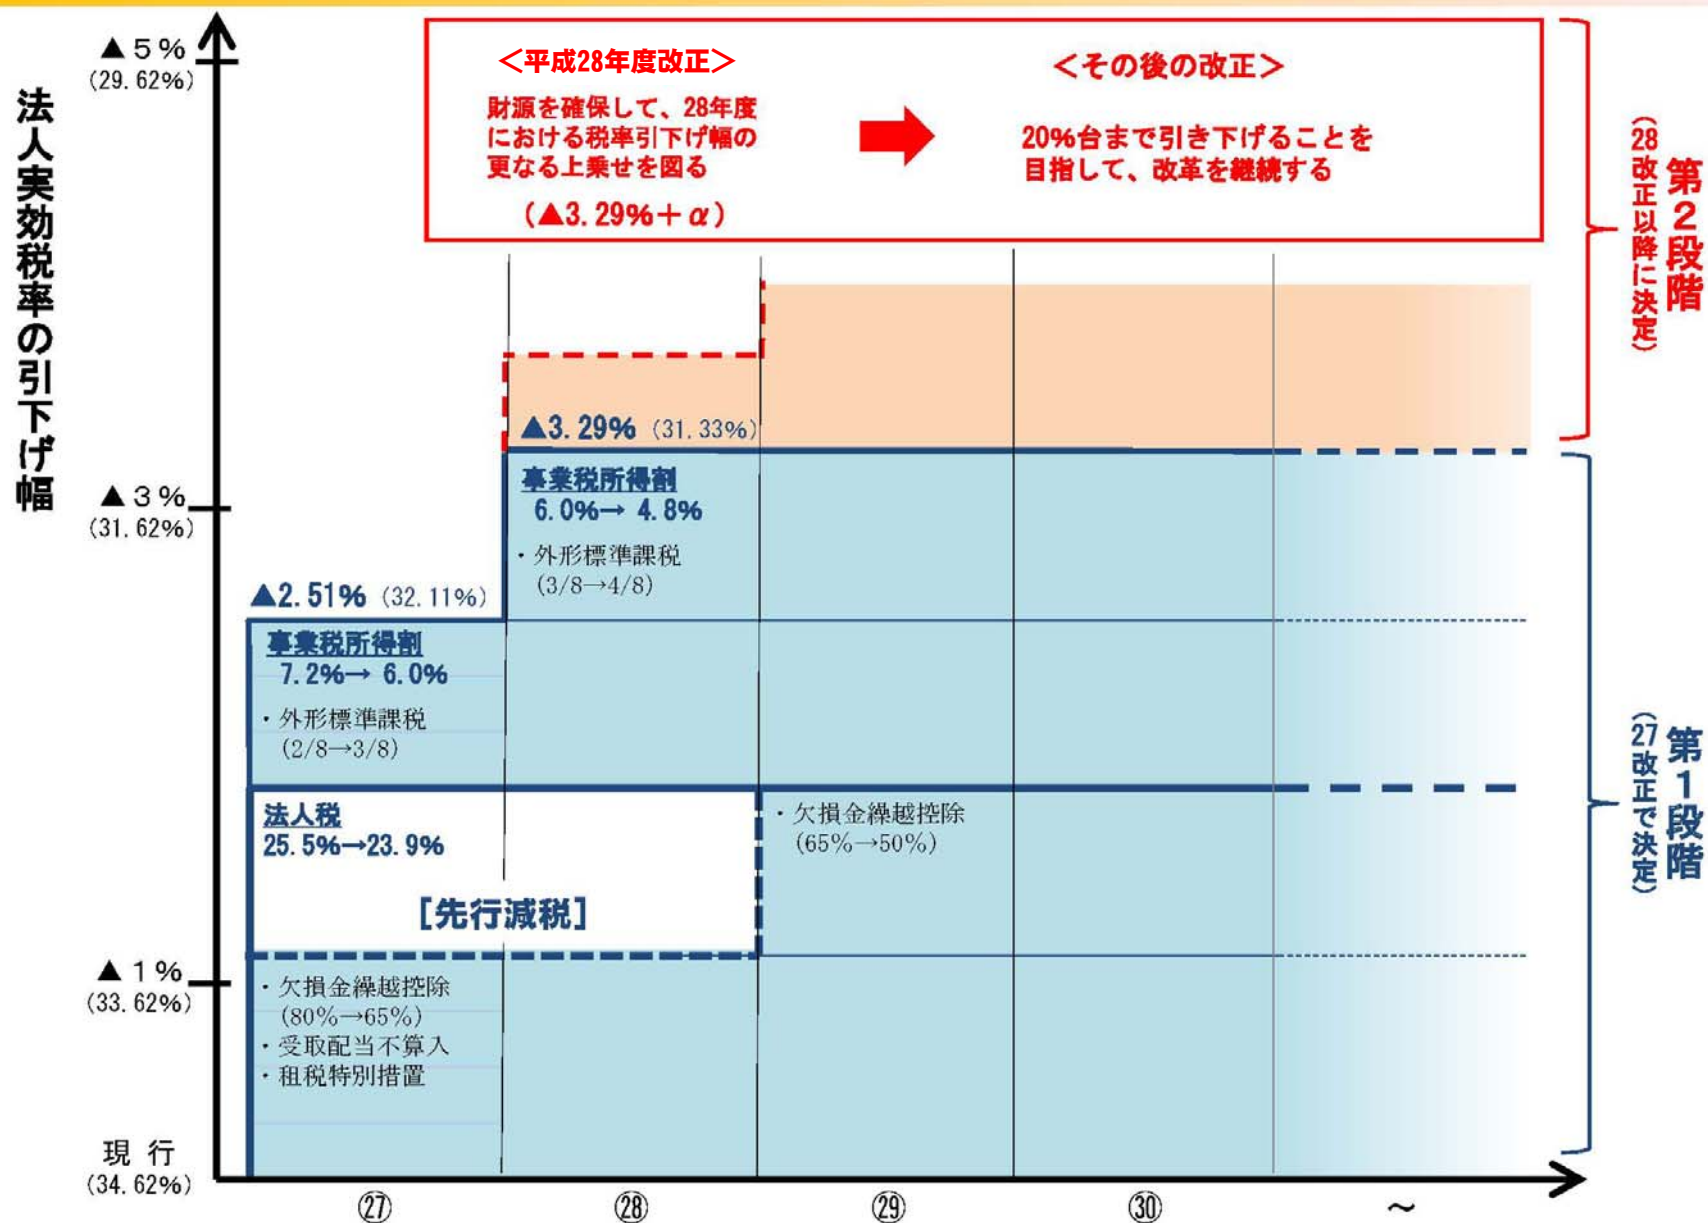 法人実効税率の引下げ幅
▲5%
(29.62%)
▲3%
(31.62%)
▲1%
(33.62%)
現 行
(34.62%)
<平成28年度改正>
財源を確保して、28年度
における税率引下げ幅の
更なる上乗せを図る
(▲3.29%+α)
<その後の改正>
20%台まで引き下げることを
目指して、改革を継続する
第2段階
(28改正以降に決定)
▲3.29% (31.33%)
事業税所得割
6.0%→ 4.8%
・外形標準課税
(3/8→4/8)
▲2.51% (32.11%)
事業税所得割
7.2%→ 6.0%
・外形標準課税
(2/8→3/8)
法人税
25.5%→23.9%
[先行減税]
・欠損金繰越控除
(65%→50%)
・欠損金繰越控除
(80%→65%)
・受取配当不算入
・租税特別措置
第1段階
(27改正で決定)
㉗
㉘
㉙
㉚
~